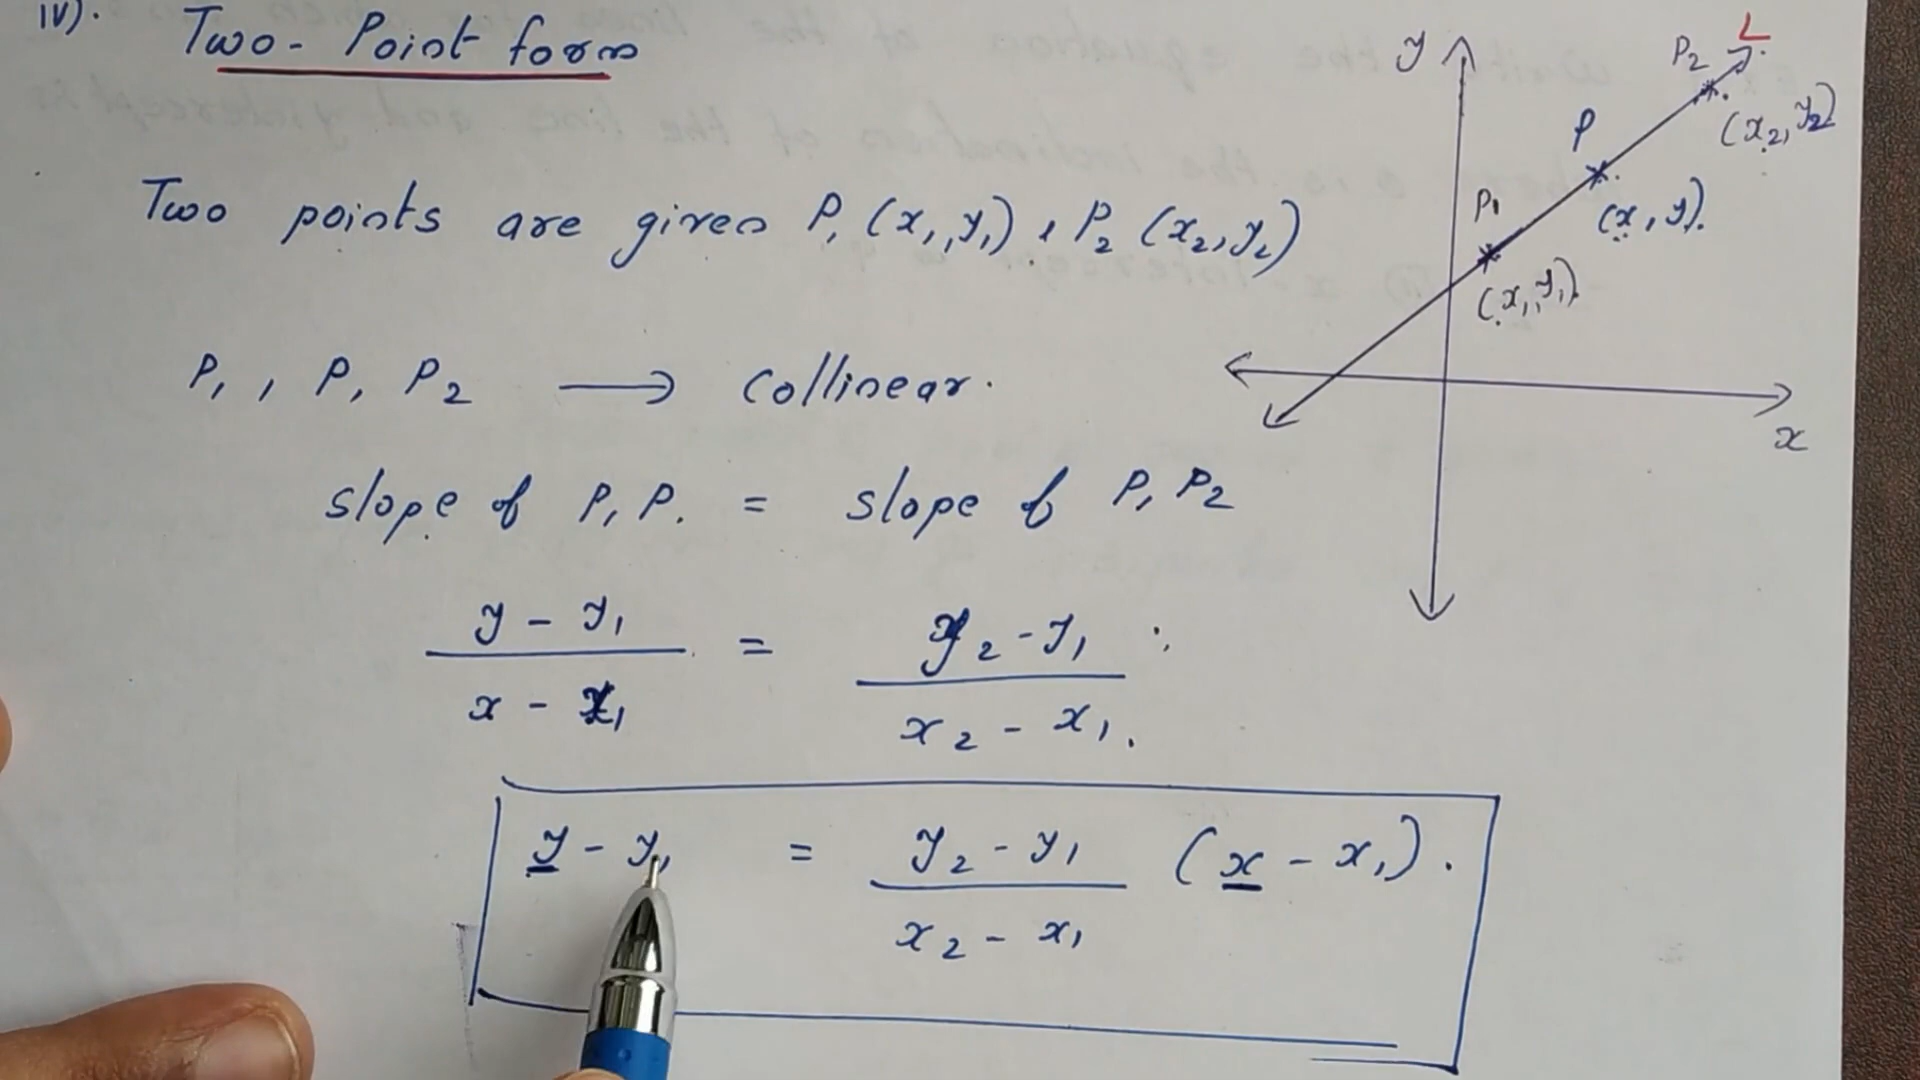 IV). Two-Point form
Two points are given P₁ (x₁, y₁), P₂ (x₂, y₂)
P₁, P, P₂ ⟶ Collinear.
slope of P₁P. = slope of P₁P₂
y - y₁ / x - x₁ = y₂ - y₁ / x₂ - x₁.
y - y₁ = y₂ - y₁ / x₂ - x₁ (x - x₁).
y
L
P₂
(x₂, y₂)
P
(x, y).
P₁
(x₁, y₁)
x